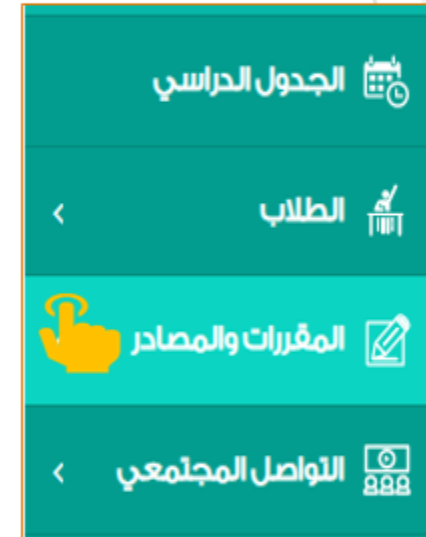 الجدول الدراسي
الطلاب
المقررات والمصادر
التواصل المجتمعي